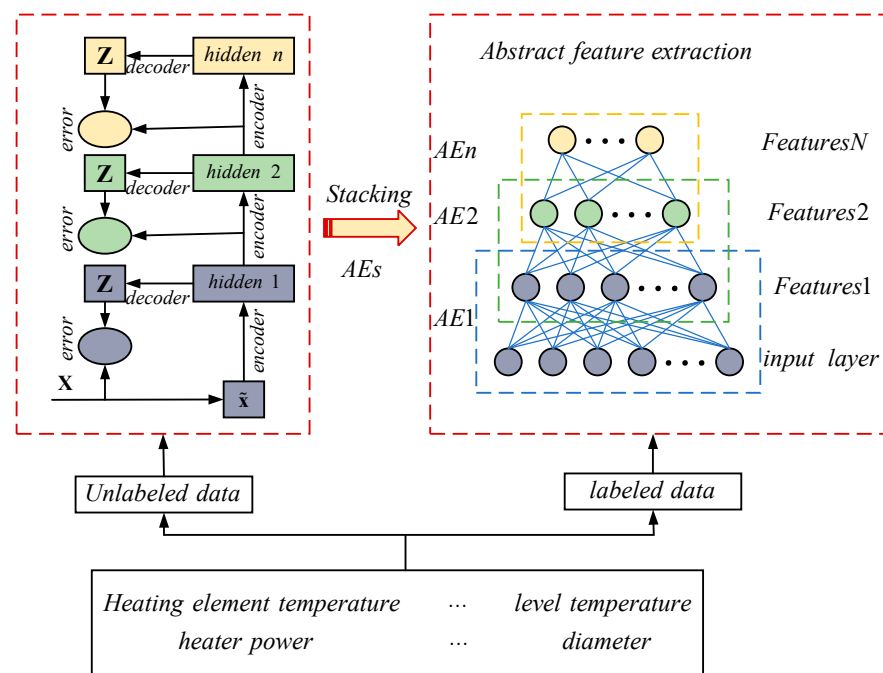 Z
decoder
hidden n
error
encoder
Z
decoder
hidden 2
error
encoder
Z
decoder
hidden 1
error
encoder
X
x̃
Stacking
AEs
Abstract feature extraction
AEn
FeaturesN
AE2
Features2
AE1
Features1
input layer
Unlabeled data
labeled data
Heating element temperature ... level temperature
heater power ... diameter